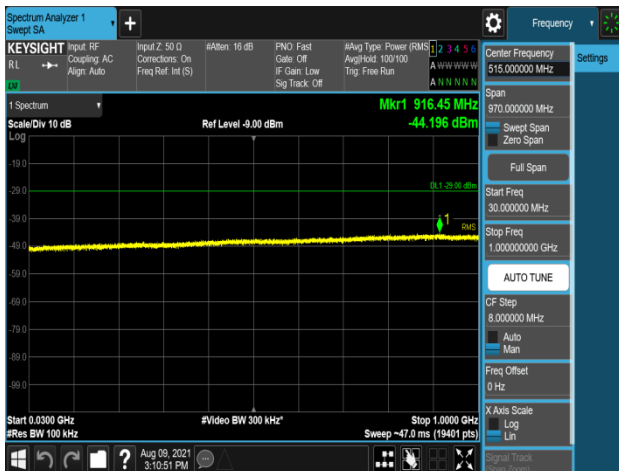 Spectrum Analyzer 1
Swept SA
Frequency
KEYSIGHT
RL
Input: RF
Coupling: AC
Align: Auto
Input Z: 50 Ω
Corrections: On
Freq Ref: Int (S)
#Atten: 16 dB
PNO: Fast
Gate: Off
IF Gain: Low
Sig Track: Off
#Avg Type: Power (RMS
Avg|Hold: 100/100
Trig: Free Run
1 2 3 4 5 6
A W W W W W
A N N N N N
LXI
1 Spectrum
Scale/Div 10 dB
Log
Ref Level -9.00 dBm
Mkr1 916.45 MHz
-44.196 dBm
-19.0
-29.0
-39.0
-49.0
-59.0
-69.0
-79.0
-89.0
-99.0
DL1 -29.00 dBm
1
RMS
Start 0.0300 GHz
#Res BW 100 kHz
#Video BW 300 kHz*
Stop 1.0000 GHz
Sweep ~47.0 ms (19401 pts)
Aug 09, 2021
3:10:51 PM
Center Frequency
515.000000 MHz
Settings
Span
970.000000 MHz
Swept Span
Zero Span
Full Span
Start Freq
30.000000 MHz
Stop Freq
1.000000000 GHz
AUTO TUNE
CF Step
8.000000 MHz
Auto
Man
Freq Offset
0 Hz
X Axis Scale
Log
Lin
Signal Track
(Span Zoom)